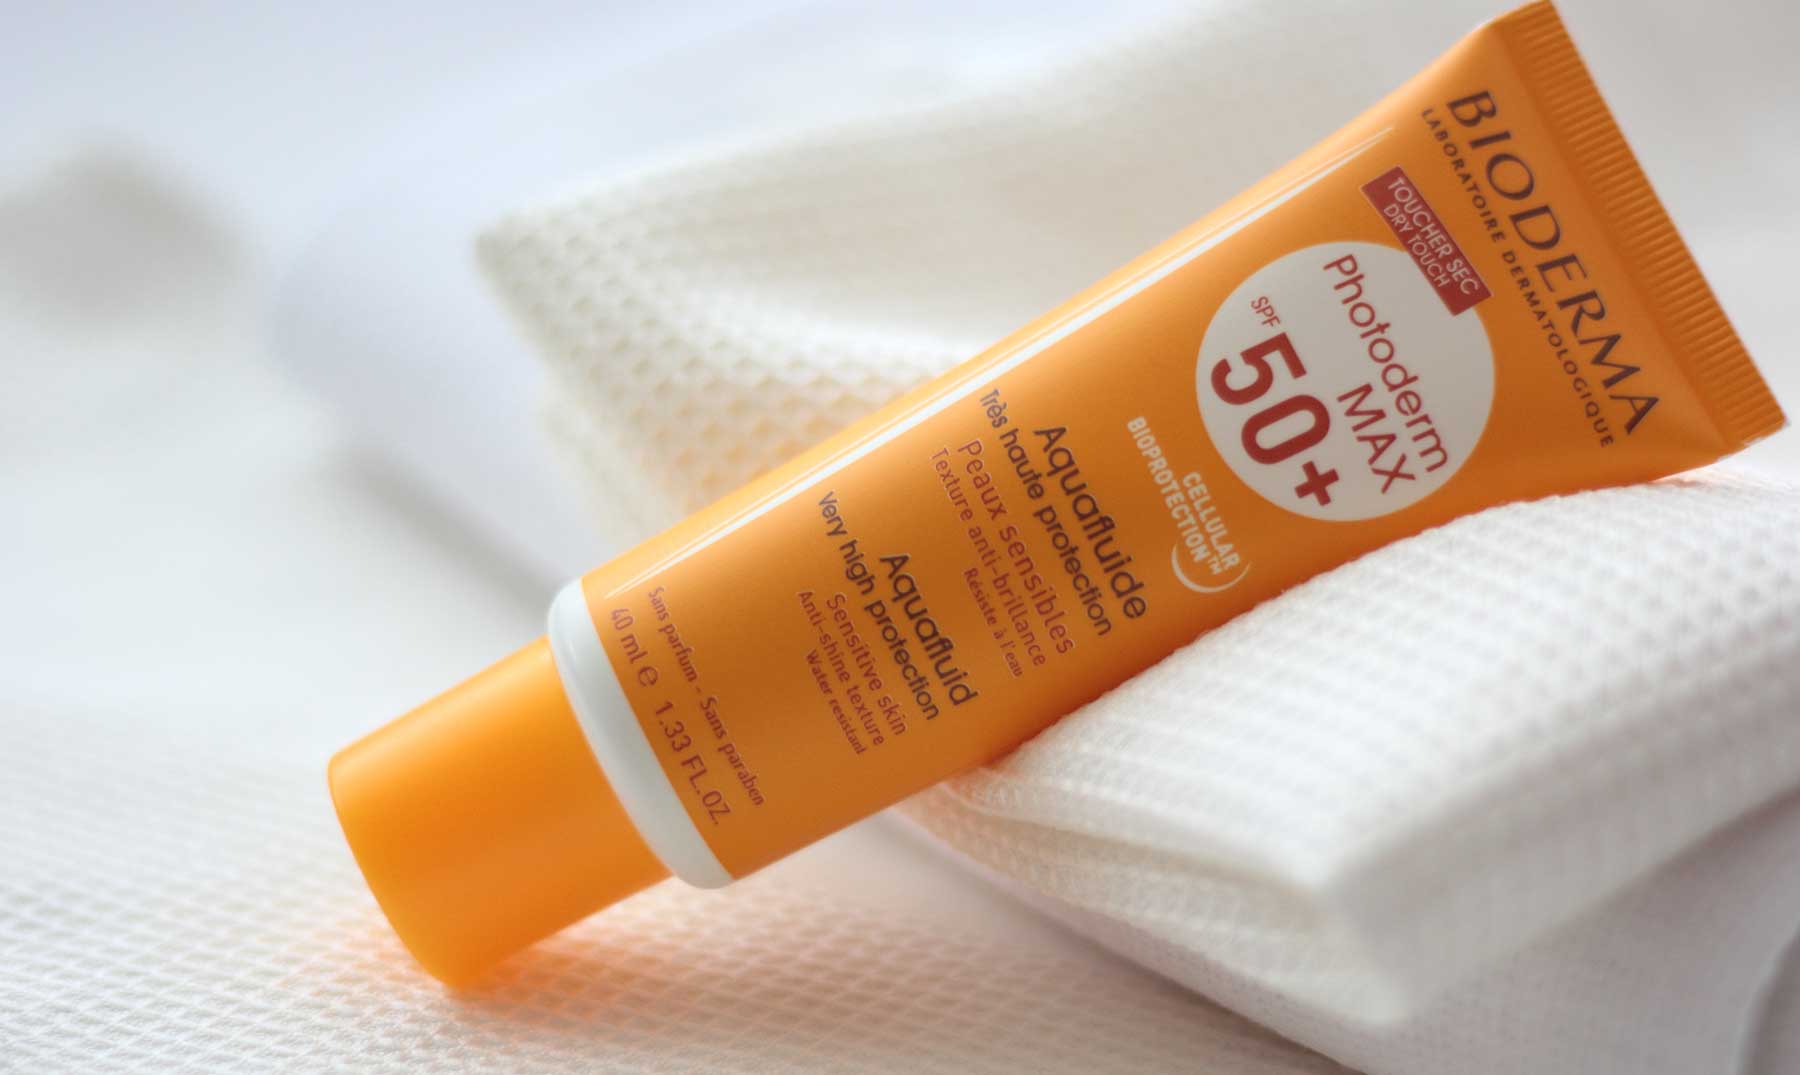 BIODERMA
LABORATOIRE DERMATOLOGIQUE
TOUCHER SEC
DRY TOUCH
Photoderm
MAX
SPF
50+
CELLULAR
BIOPROTECTION™
Aquafluide
Très haute protection
Peaux sensibles
Texture anti-brillance
Résiste à l'eau
Aquafluid
Very high protection
Sensitive skin
Anti-shine texture
Water resistant
Sans parfum - Sans paraben
40 ml ℮ 1.33 FL.OZ.